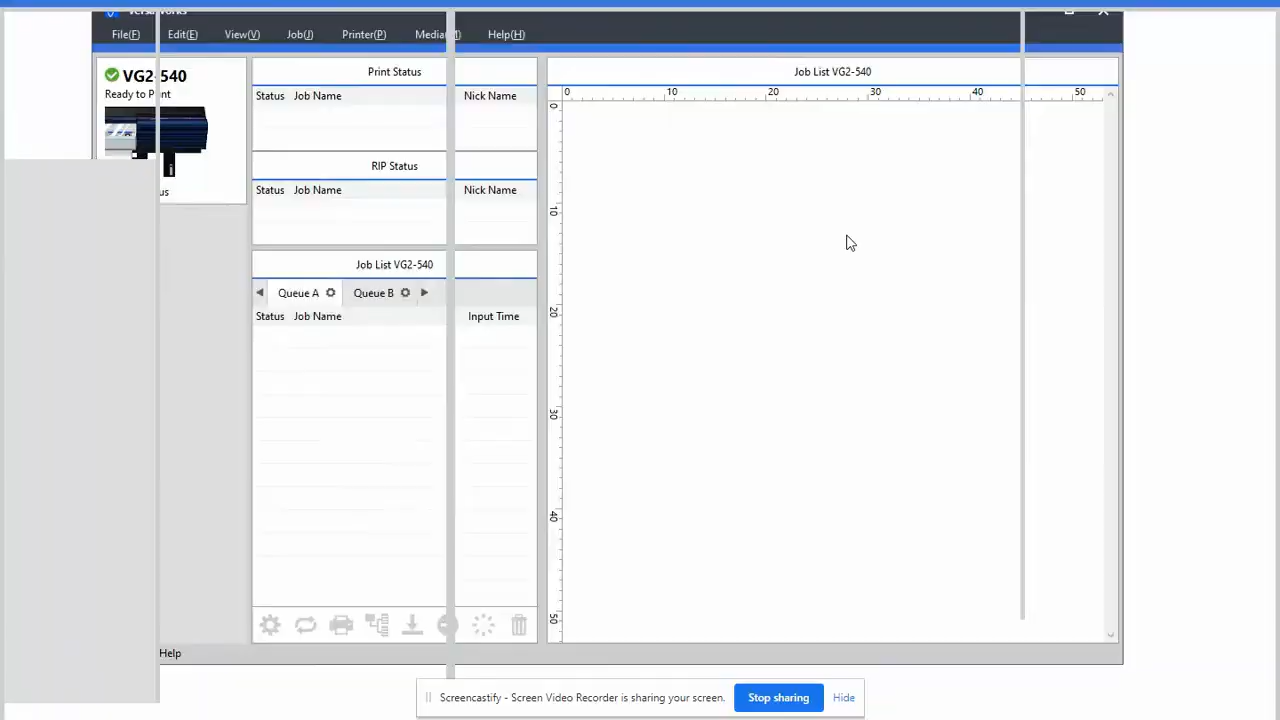 VersaWorks
File(F) Edit(E) View(V) Job(J) Printer(P) Media(M) Help(H)
VG2-540
Ready to Print
Print Status
Status Job Name Nick Name
RIP Status
Status Job Name Nick Name
Job List VG2-540
Queue A Queue B
Status Job Name Input Time
Job List VG2-540
0 10 20 30 40 50
0
10
20
30
40
50
Help
Screencastify - Screen Video Recorder is sharing your screen. Stop sharing Hide